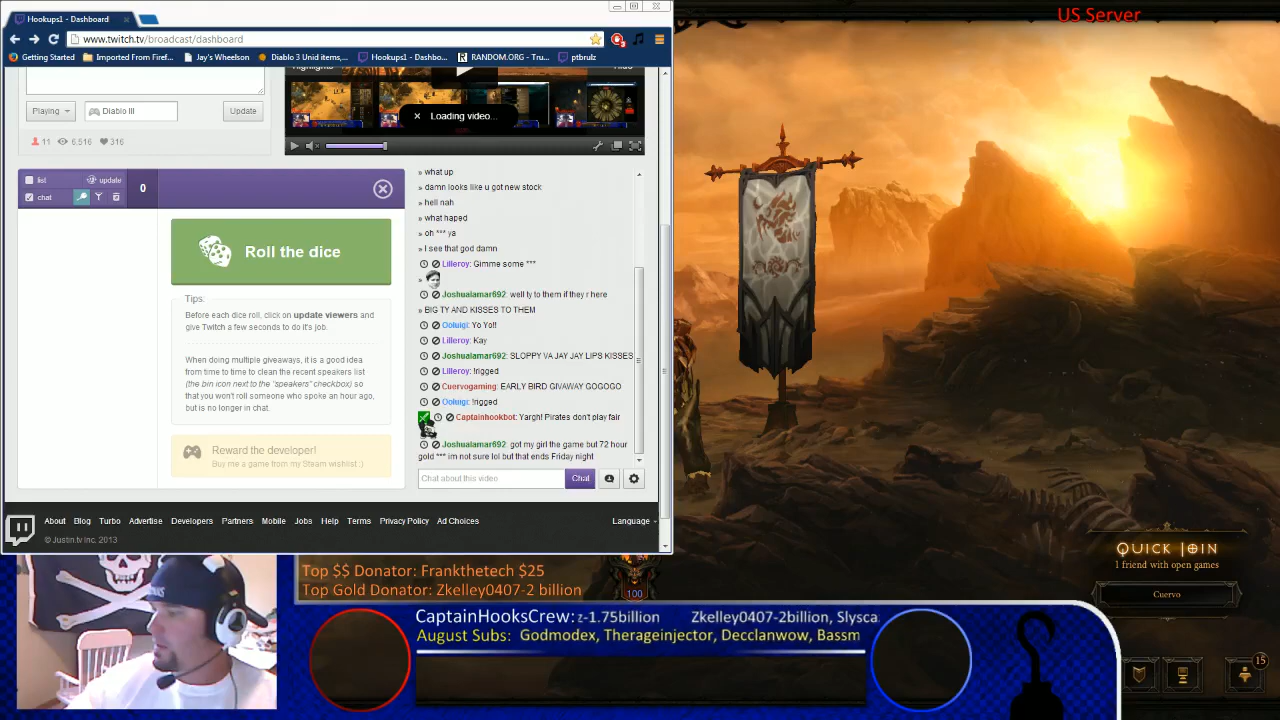 US Server
Hookups1 - Dashboard
www.twitch.tv/broadcast/dashboard
Getting Started
Imported From Firef...
Jay's Wheelson
Diablo 3 Unid items,...
Hookups1 - Dashbo...
RANDOM.ORG - Tru...
ptbrulz
Loading video...
Playing
Diablo III
Update
11
6,516
316
list
update
chat
0
Roll the dice
Tips:
Before each dice roll, click on update viewers and
give Twitch a few seconds to do it's job.
When doing multiple giveaways, it is a good idea
from time to time to clean the recent speakers list
(the bin icon next to the "speakers" checkbox) so
that you won't roll someone who spoke an hour ago,
but is no longer in chat.
Reward the developer!
Buy me a game from my Steam wishlist :)
» what up
» damn looks like u got new stock
» hell nah
» what haped
» oh *** ya
» I see that god damn
Lilleroy: Gimme some ***
»
Joshualamar692: well ty to them if they r here
» BIG TY AND KISSES TO THEM
Ooluigi: Yo Yo!!
Lilleroy: Kay
Joshualamar692: SLOPPY VA JAY JAY LIPS KISSES
Lilleroy: !rigged
Cuervogaming: EARLY BIRD GIVAWAY GOGOGO
Ooluigi: !rigged
Captainhookbot: Yargh! Pirates don't play fair
Joshualamar692: got my girl the game but 72 hour
gold *** im not sure lol but that ends Friday night
Chat about this video
Chat
About Blog Turbo Advertise Developers Partners Mobile Jobs Help Terms Privacy Policy Ad Choices
Language
© Justin.tv Inc. 2013
QUICK JOIN
1 friend with open games
Cuervo
15
Top $$ Donator: Frankthetech $25
Top Gold Donator: Zkelley0407-2 billion
100
CaptainHooksCrew: z-1.75billion Zkelley0407-2billion, Slysca
August Subs: Godmodex, Therageinjector, Decclanwow, Bassm